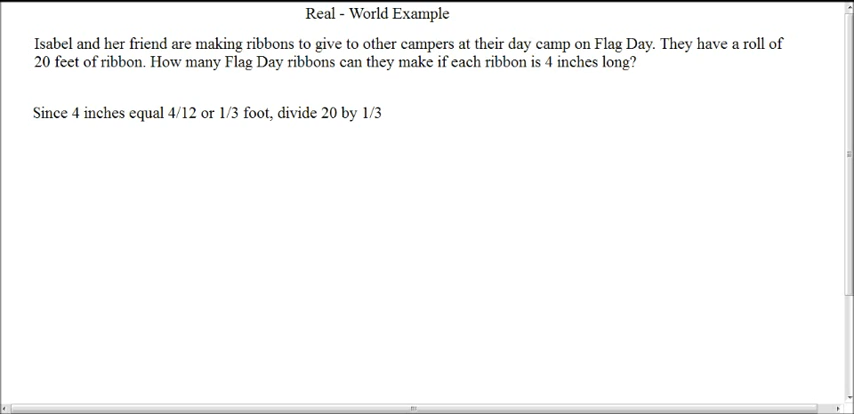 Real - World Example
Isabel and her friend are making ribbons to give to other campers at their day camp on Flag Day. They have a roll of
20 feet of ribbon. How many Flag Day ribbons can they make if each ribbon is 4 inches long?
Since 4 inches equal 4/12 or 1/3 foot, divide 20 by 1/3